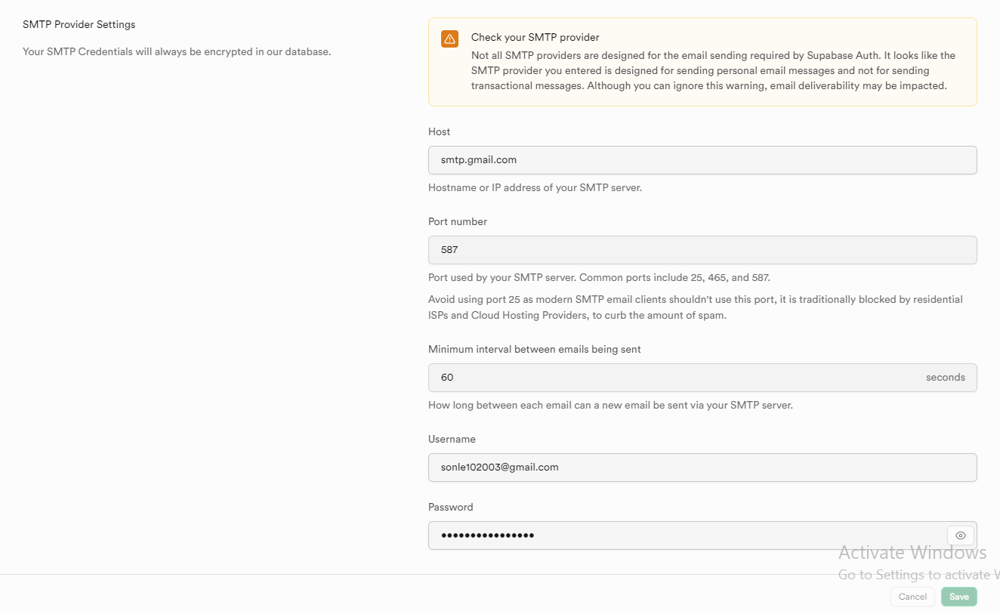 SMTP Provider Settings
Your SMTP Credentials will always be encrypted in our database.
Check your SMTP provider
Not all SMTP providers are designed for the email sending required by Supabase Auth. It looks like the
SMTP provider you entered is designed for sending personal email messages and not for sending
transactional messages. Although you can ignore this warning, email deliverability may be impacted.
Host
smtp.gmail.com
Hostname or IP address of your SMTP server.
Port number
587
Port used by your SMTP server. Common ports include 25, 465, and 587.
Avoid using port 25 as modern SMTP email clients shouldn't use this port, it is traditionally blocked by residential
ISPs and Cloud Hosting Providers, to curb the amount of spam.
Minimum interval between emails being sent
60 seconds
How long between each email can a new email be sent via your SMTP server.
Username
sonle102003@gmail.com
Password
••••••••••••••••
Activate Windows
Go to Settings to activate W
Cancel Save